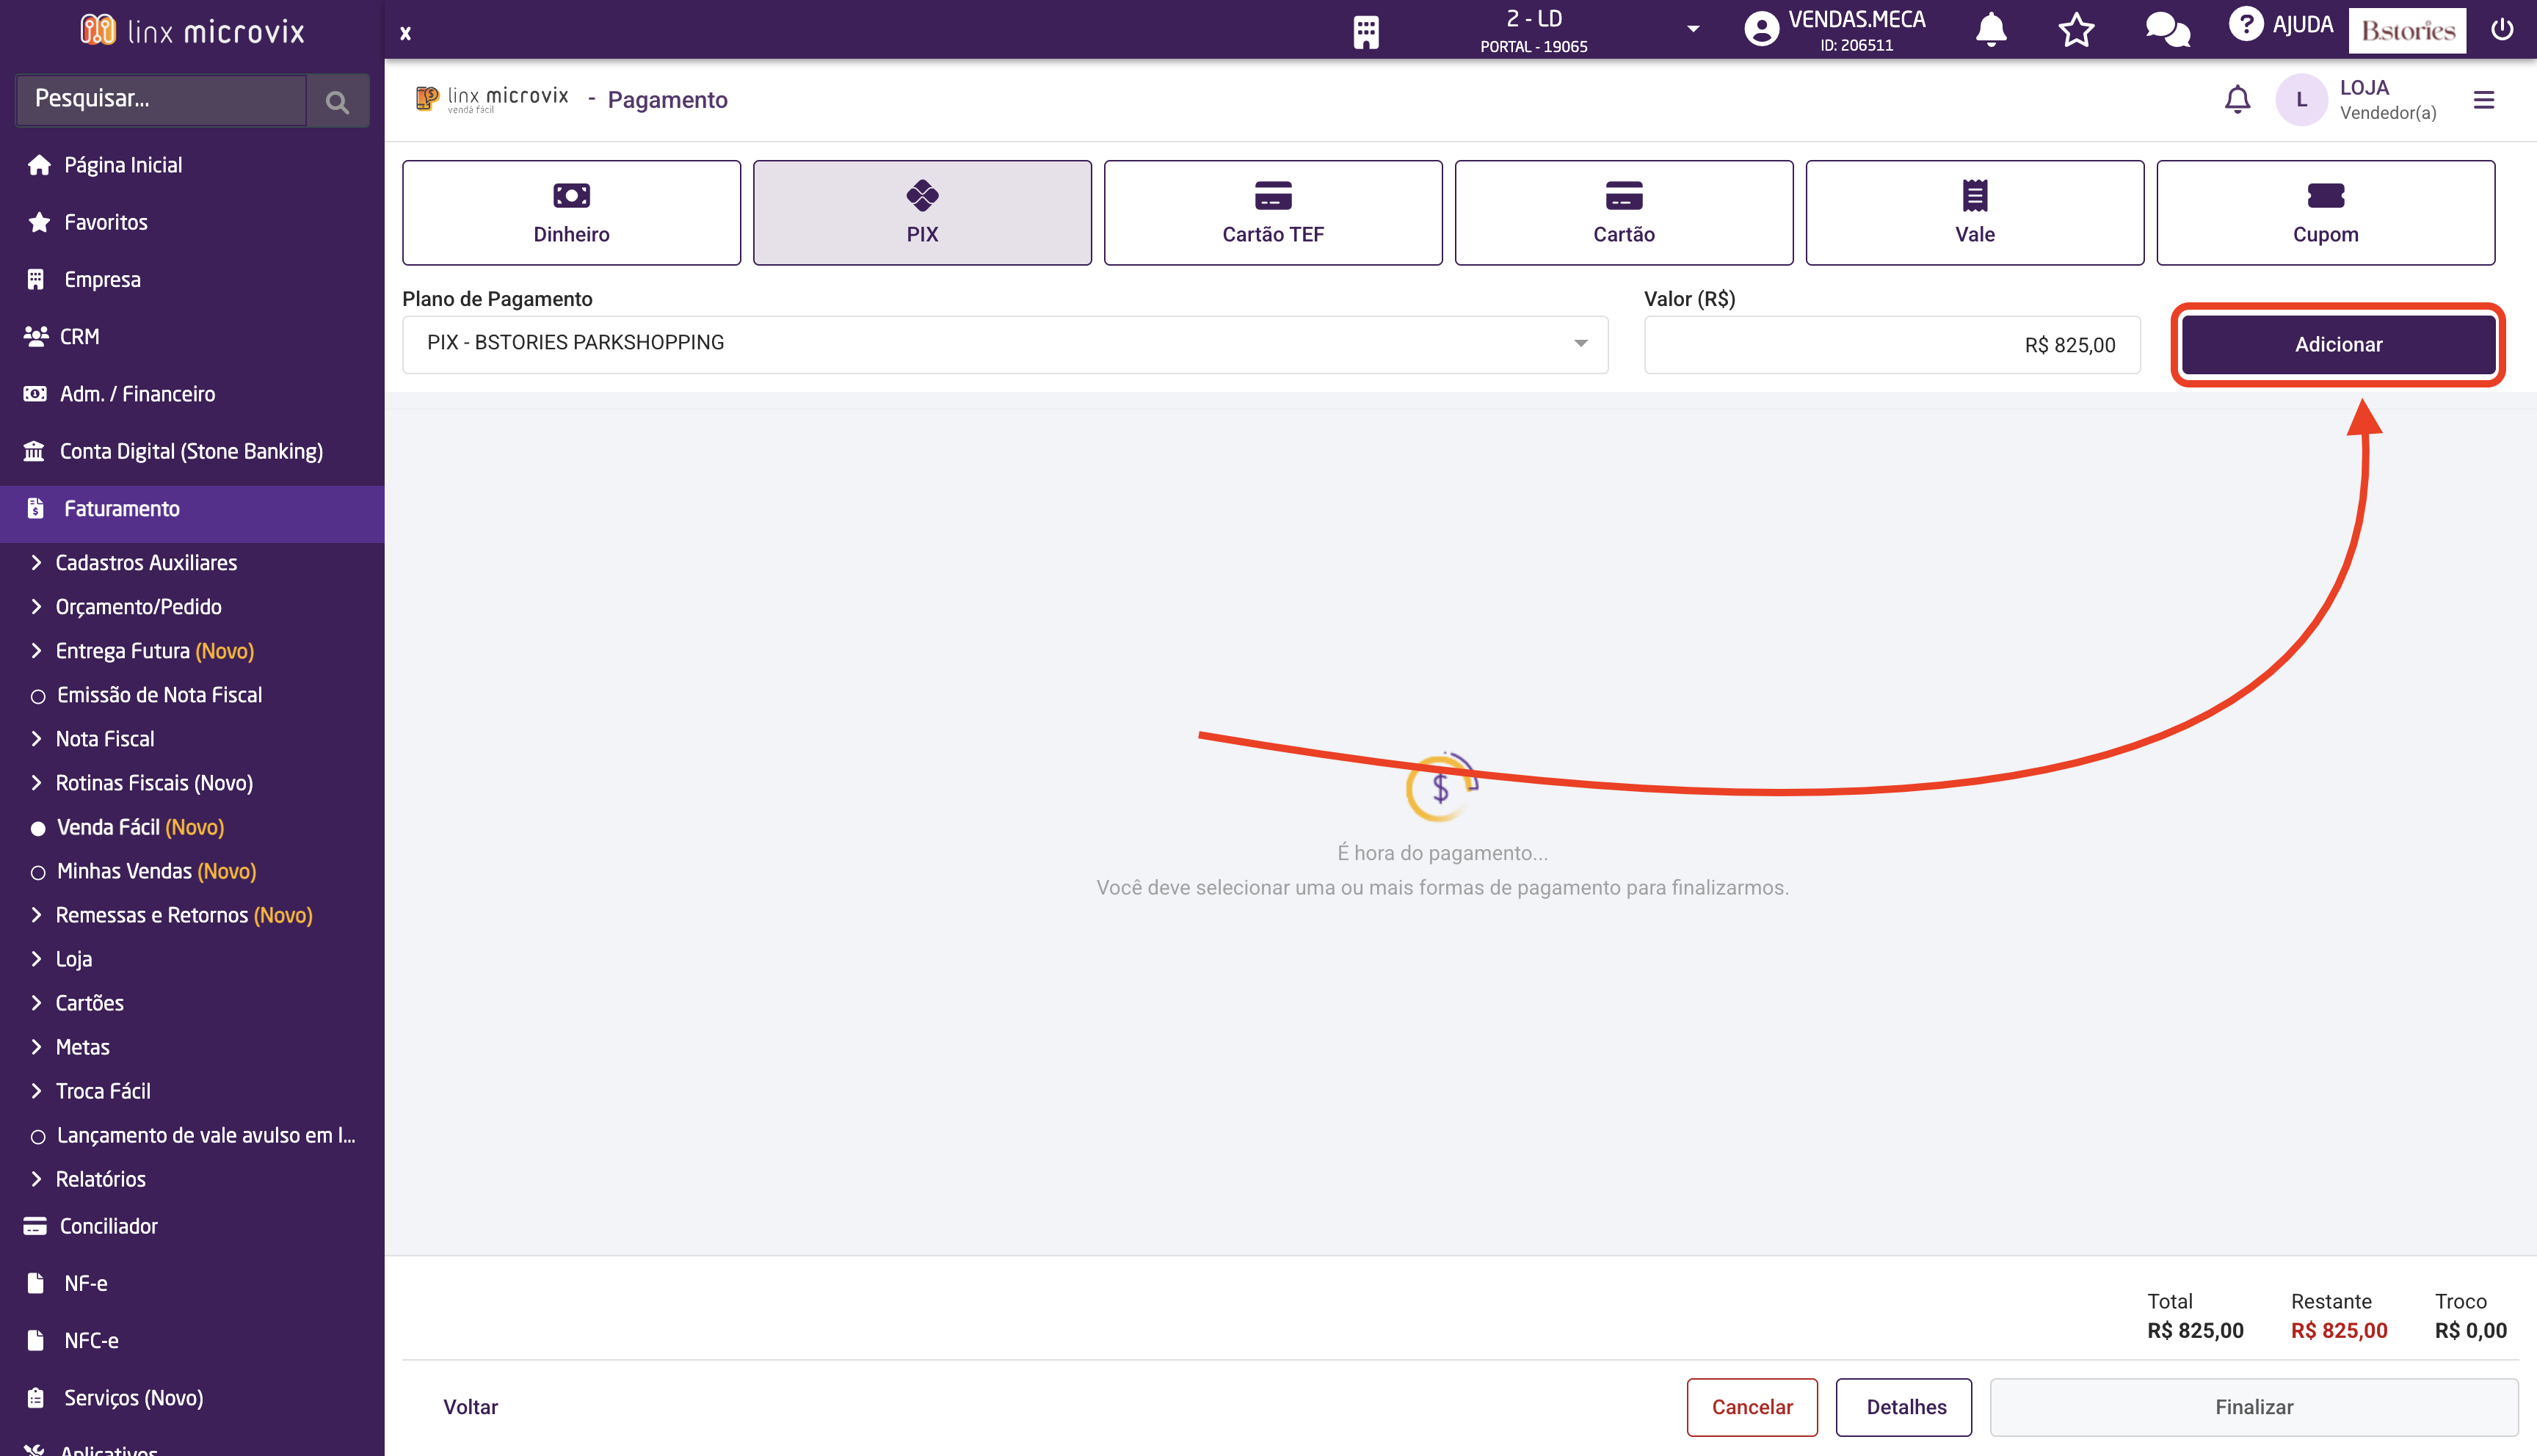 linx microvix
x
2 - LD
PORTAL - 19065
VENDAS.MECA
ID: 206511
? AJUDA
B.stories
Pesquisar...
Página Inicial
Favoritos
Empresa
CRM
Adm. / Financeiro
Conta Digital (Stone Banking)
Faturamento
Cadastros Auxiliares
Orçamento/Pedido
Entrega Futura (Novo)
Emissão de Nota Fiscal
Nota Fiscal
Rotinas Fiscais (Novo)
Venda Fácil (Novo)
Minhas Vendas (Novo)
Remessas e Retornos (Novo)
Loja
Cartões
Metas
Troca Fácil
Lançamento de vale avulso em l...
Relatórios
Conciliador
NF-e
NFC-e
Serviços (Novo)
Aplicativos
linx microvix
venda fácil
- Pagamento
L
LOJA
Vendedor(a)
Dinheiro
PIX
Cartão TEF
Cartão
Vale
Cupom
Plano de Pagamento
PIX - BSTORIES PARKSHOPPING
Valor (R$)
R$ 825,00
Adicionar
$
É hora do pagamento...
Você deve selecionar uma ou mais formas de pagamento para finalizarmos.
Total
R$ 825,00
Restante
R$ 825,00
Troco
R$ 0,00
Voltar
Cancelar
Detalhes
Finalizar